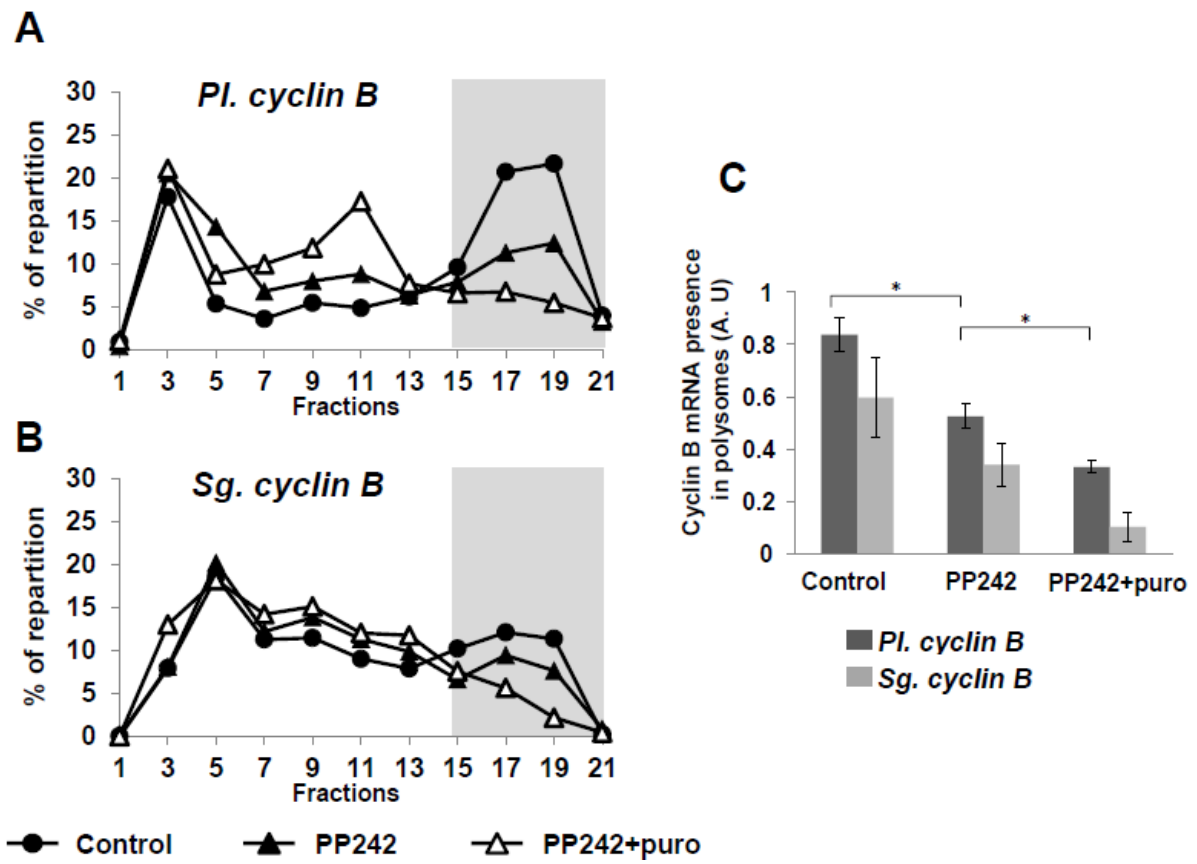 A
Pl. cyclin B
% of repartition
30
25
20
15
10
5
0
1 3 5 7 9 11 13 15 17 19 21
Fractions
B
Sg. cyclin B
% of repartition
30
25
20
15
10
5
0
1 3 5 7 9 11 13 15 17 19 21
Fractions
Control PP242 PP242+puro
C
Cyclin B mRNA presence
in polysomes (A. U)
1
0.8
0.6
0.4
0.2
0
* *
Control PP242 PP242+puro
Pl. cyclin B
Sg. cyclin B